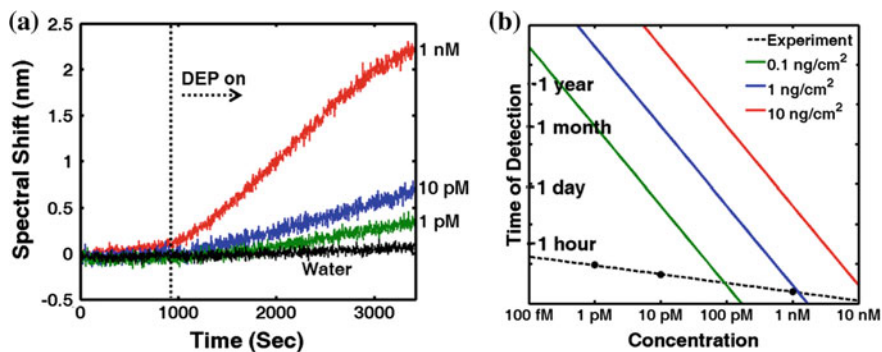 (a)
Spectral Shift (nm)
2.5
2
1.5
1
0.5
0
-0.5
DEP on
1 nM
10 pM
1 pM
Water
0
1000
2000
3000
Time (Sec)
(b)
Time of Detection
1 year
1 month
1 day
1 hour
Experiment
0.1 ng/cm²
1 ng/cm²
10 ng/cm²
100 fM
1 pM
10 pM
100 pM
1 nM
10 nM
Concentration